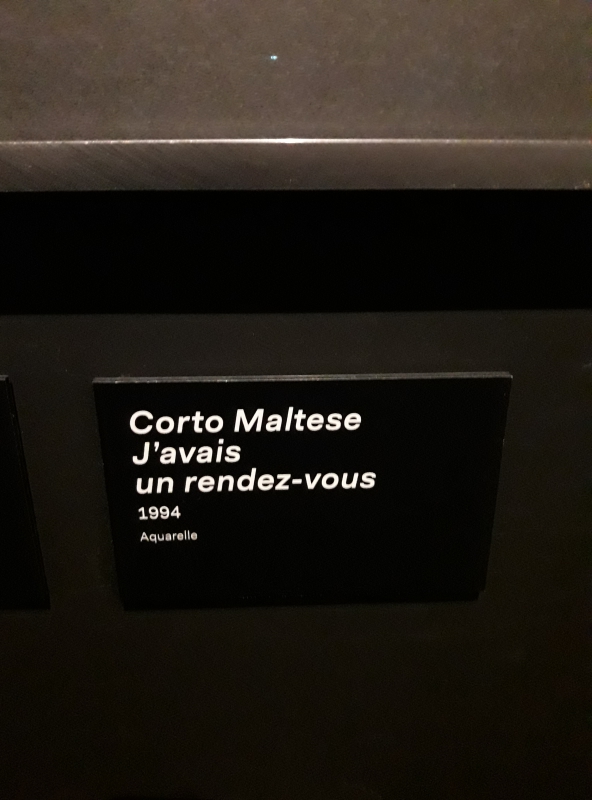 Corto Maltese
J'avais
un rendez-vous
1994
Aquarelle